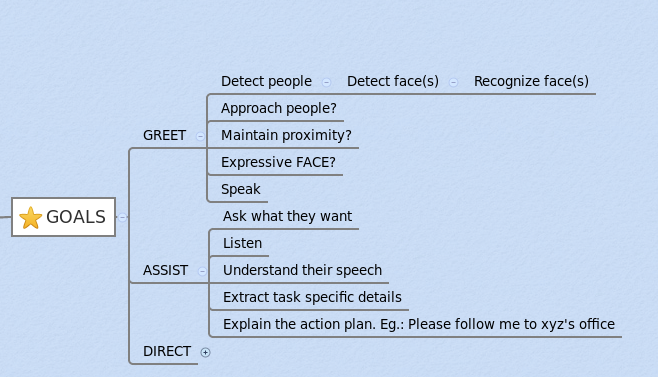 Detect people Detect face(s) Recognize face(s)
Approach people?
GREET
Maintain proximity?
Expressive FACE?
Speak
GOALS
Ask what they want
Listen
ASSIST
Understand their speech
Extract task specific details
Explain the action plan. Eg.: Please follow me to xyz's office
DIRECT